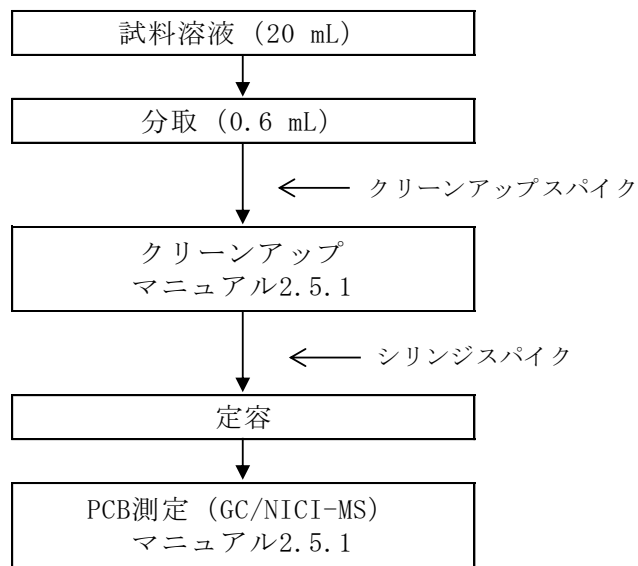 試料溶液 (20 mL)
分取 (0.6 mL)
クリーンアップスパイク
クリーンアップ
マニュアル2.5.1
シリンジスパイク
定容
PCB測定 (GC/NICI-MS)
マニュアル2.5.1